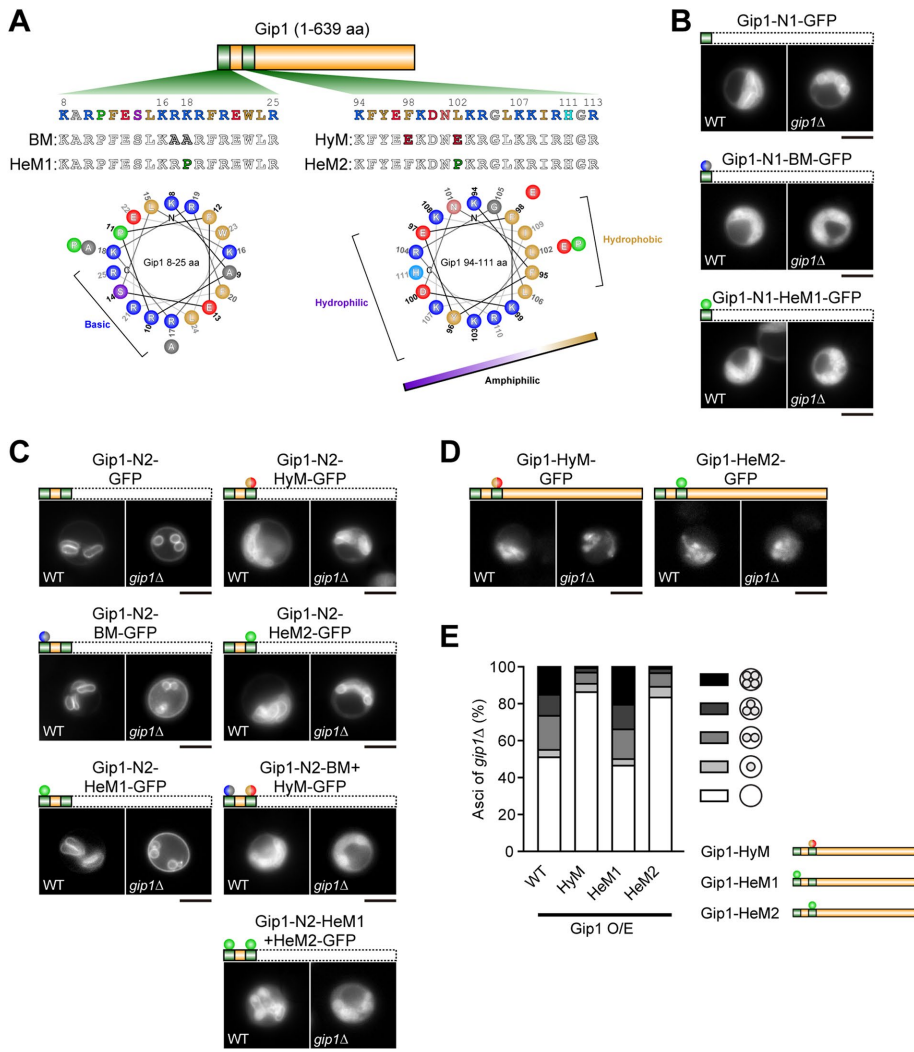 A
Gip1 (1-639 aa)
8 16 18 25
KARPFESLKRKRFREWLR
BM: KARPFESLKAARFREWLR
HeM1: KARPFESLKRPRFREWLR
94 98 102 107 111 113
KFYEFKDNLKRGLKKIRHGR
HyM: KFYEEKDNEKRGLKKIRHGR
HeM2: KFYEFKDNPKRGLKKIRHGR
Gip1 8-25 aa
Basic
Gip1 94-111 aa
Hydrophobic
Hydrophilic
Amphiphilic
B
Gip1-N1-GFP
WT
gip1Δ
Gip1-N1-BM-GFP
WT
gip1Δ
Gip1-N1-HeM1-GFP
WT
gip1Δ
C
Gip1-N2-
GFP
WT
gip1Δ
Gip1-N2-
HyM-GFP
WT
gip1Δ
Gip1-N2-
BM-GFP
WT
gip1Δ
Gip1-N2-
HeM2-GFP
WT
gip1Δ
Gip1-N2-
HeM1-GFP
WT
gip1Δ
Gip1-N2-BM+
HyM-GFP
WT
gip1Δ
Gip1-N2-HeM1
+HeM2-GFP
WT
gip1Δ
D
Gip1-HyM-
GFP
WT
gip1Δ
Gip1-HeM2-
GFP
WT
gip1Δ
E
Asci of gip1Δ (%)
100
80
60
40
20
0
WT
HyM
HeM1
HeM2
Gip1 O/E
Gip1-HyM
Gip1-HeM1
Gip1-HeM2